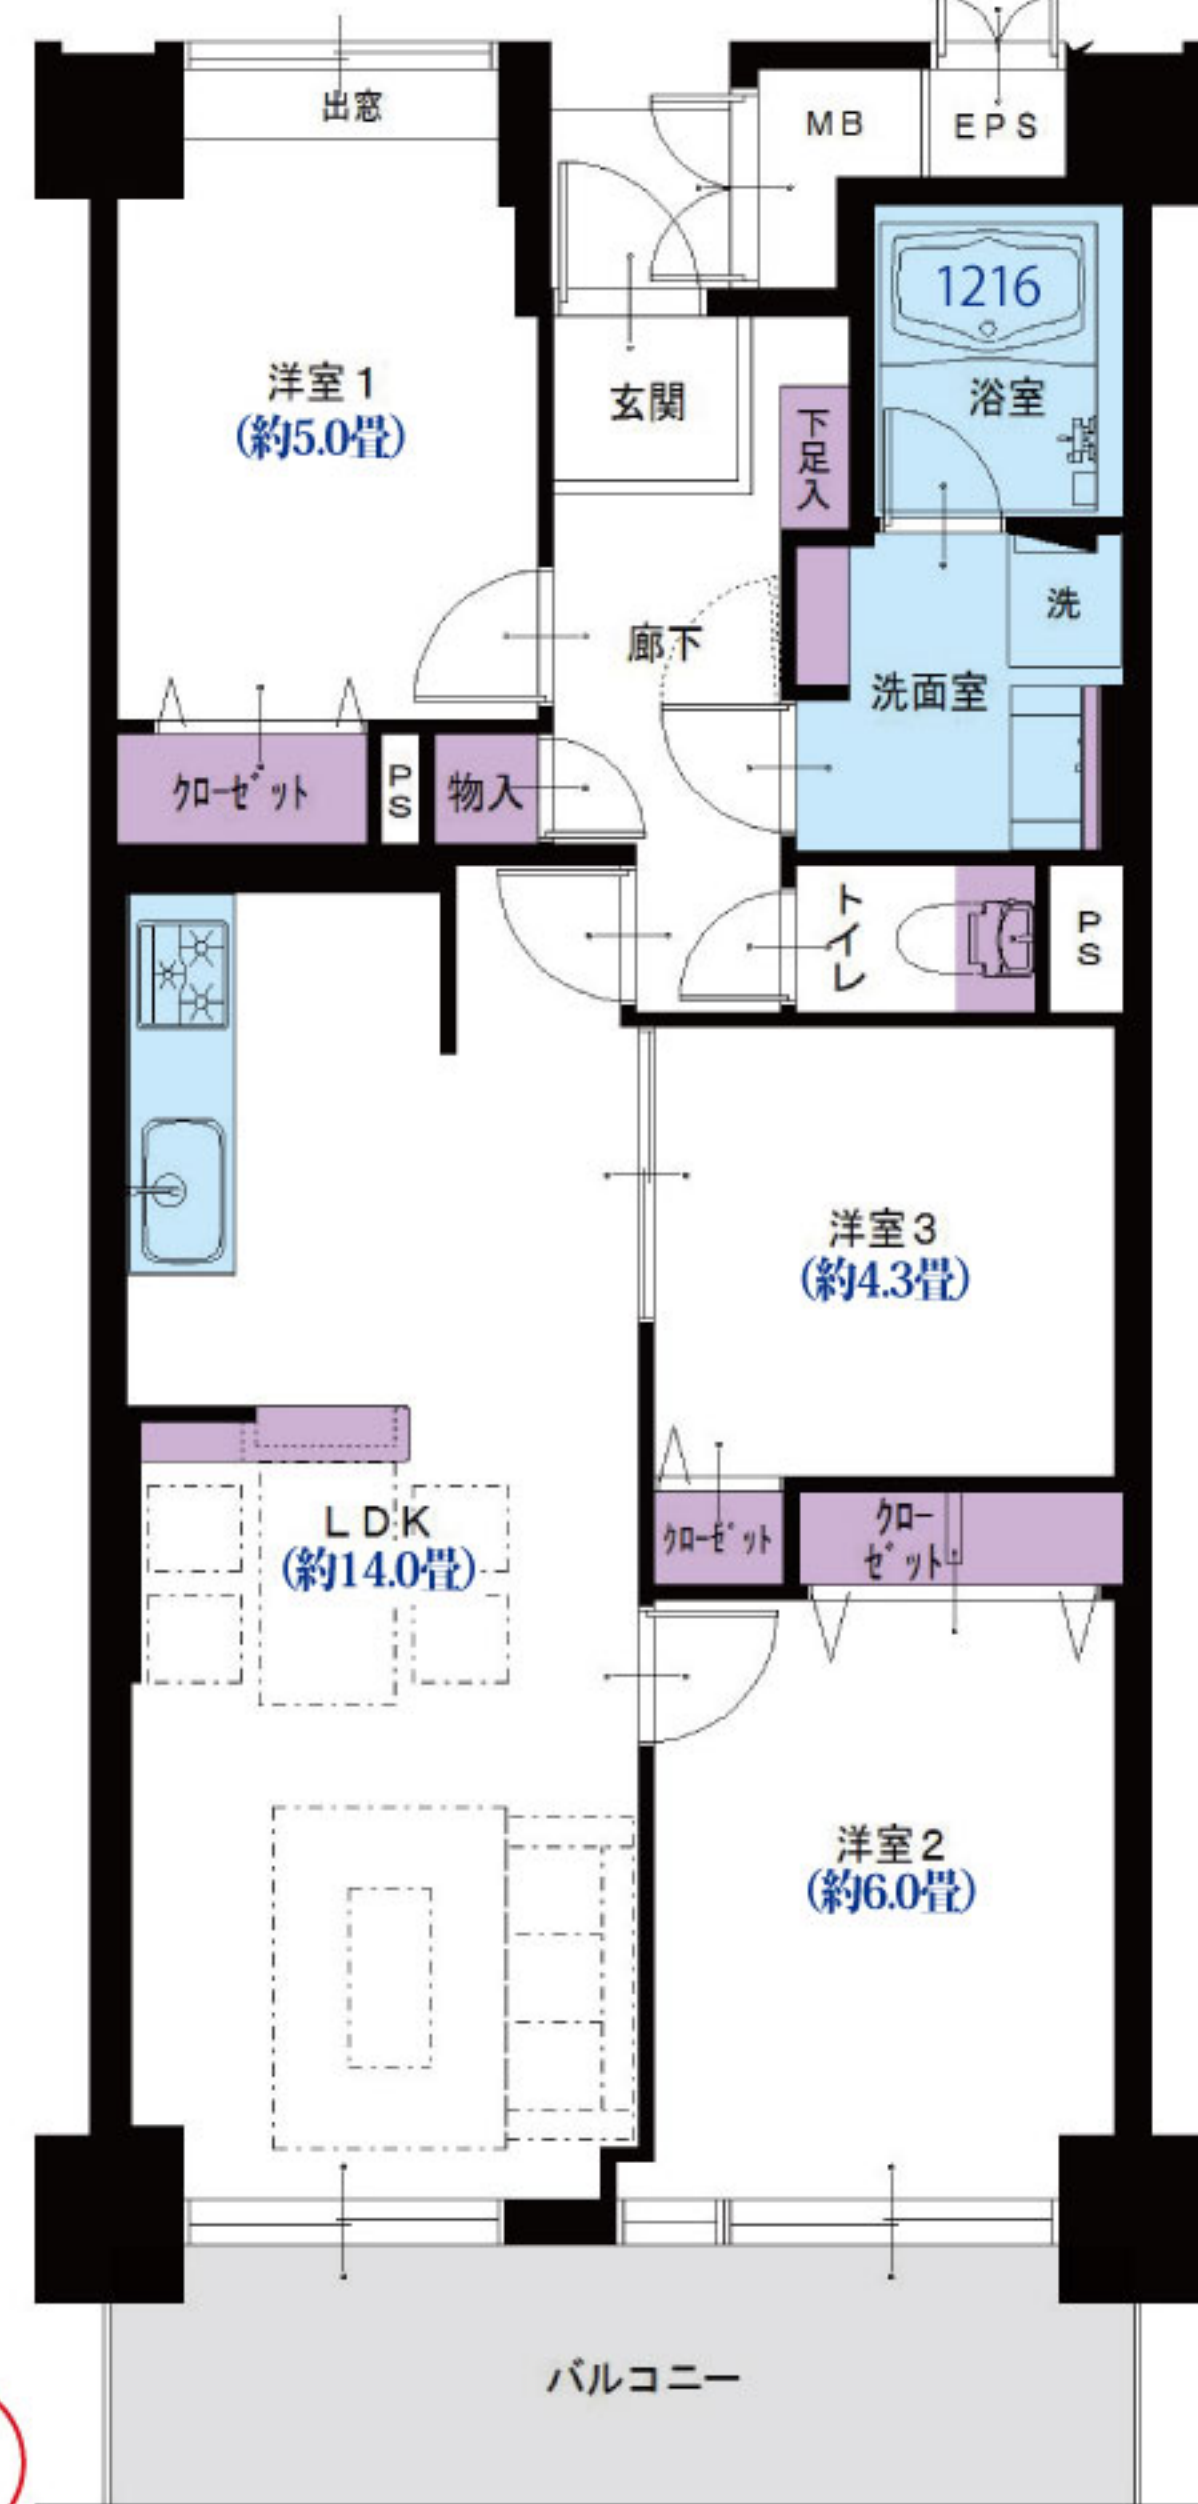 出窓
MB
EPS
1216
浴室
洋室1
(約5.0畳)
玄関
下足入
廊下
洗
洗面室
クローゼット
PS
物入
トイレ
PS
洋室3
(約4.3畳)
LDK
(約14.0畳)
クローゼット
クロー
ゼット
洋室2
(約6.0畳)
バルコニー